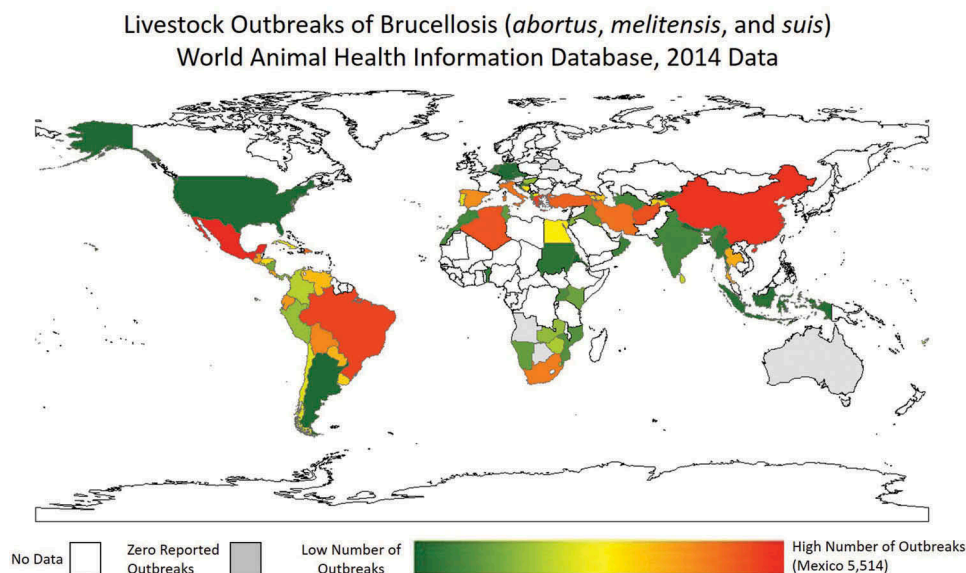 Livestock Outbreaks of Brucellosis (abortus, melitensis, and suis)
World Animal Health Information Database, 2014 Data
No Data
Zero Reported
Outbreaks
Low Number of
Outbreaks
High Number of Outbreaks
(Mexico 5,514)